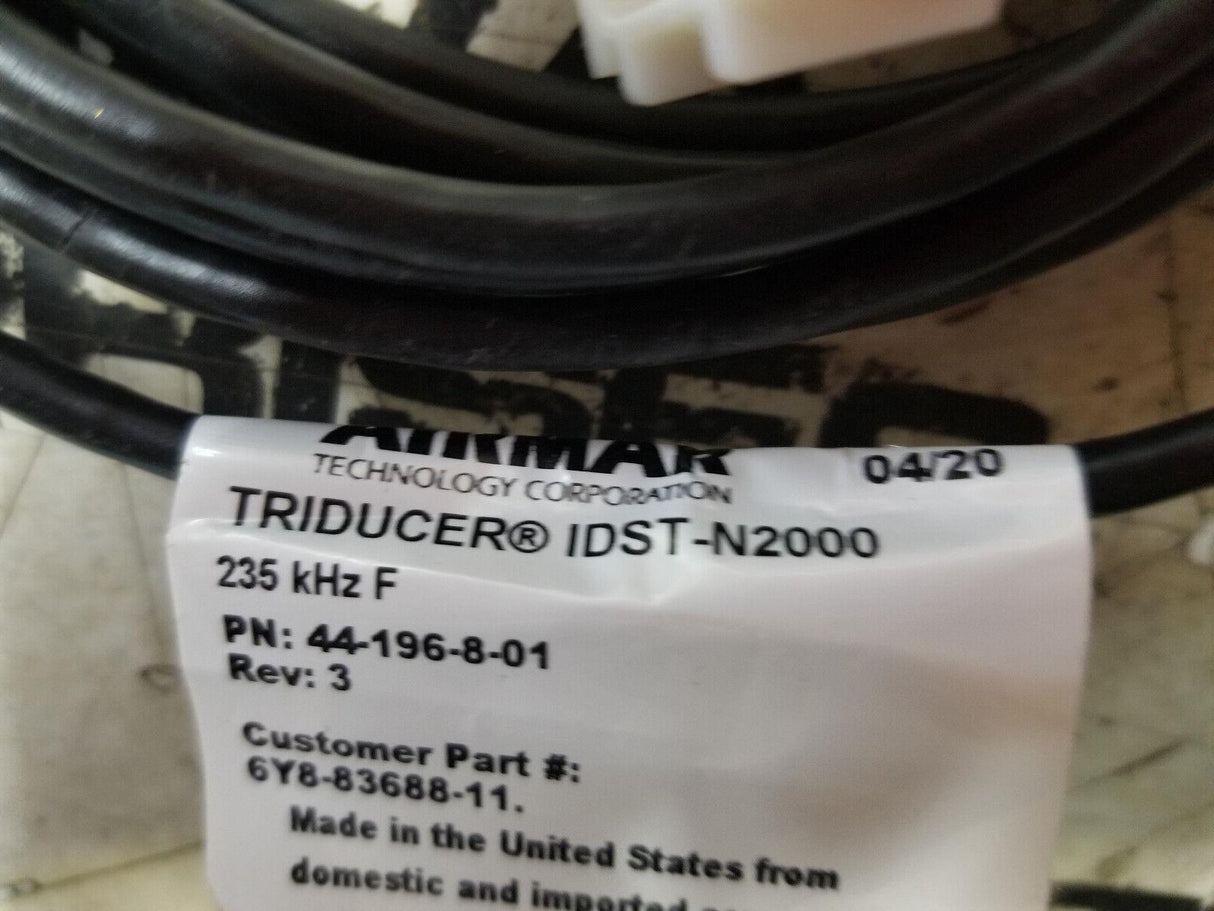 AIRMAR
TECHNOLOGY CORPORATION
04/20
TRIDUCER® IDST-N2000
235 kHz F
PN: 44-196-8-01
Rev: 3
Customer Part #:
6Y8-83688-11.
Made in the United States from
domestic and imported